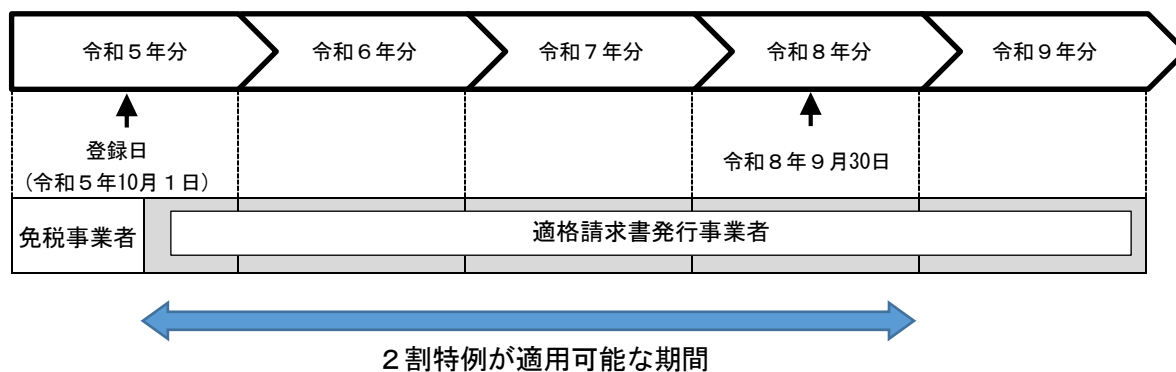 令和５年分 令和６年分 令和７年分 令和８年分 令和９年分
登録日
（令和５年10月１日） 令和８年９月30日
免税事業者 適格請求書発行事業者
２割特例が適用可能な期間